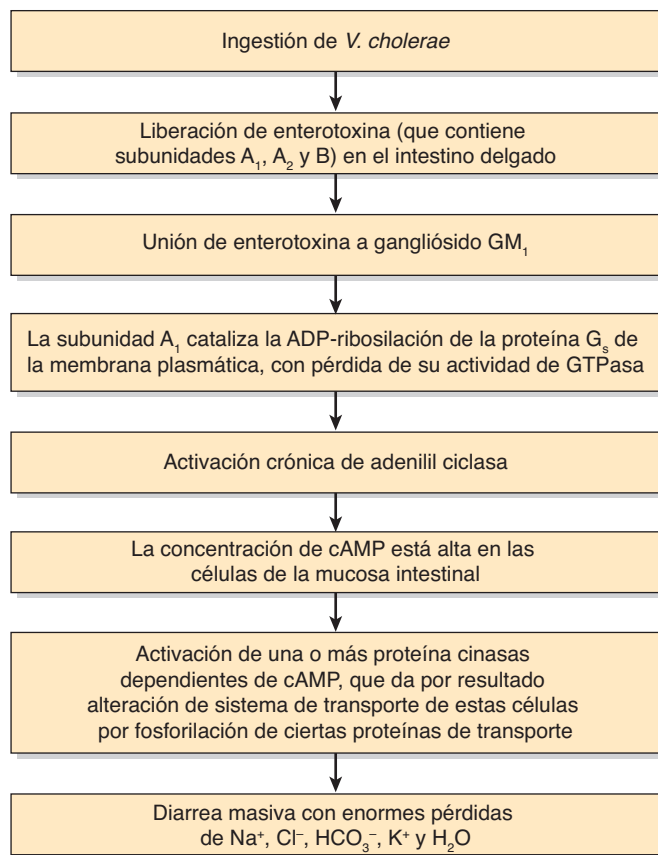 Ingestión de V. cholerae
Liberación de enterotoxina (que contiene
subunidades A₁, A₂ y B) en el intestino delgado
Unión de enterotoxina a gangliósido GM₁
La subunidad A₁ cataliza la ADP-ribosilación de la proteína Gₛ de
la membrana plasmática, con pérdida de su actividad de GTPasa
Activación crónica de adenilil ciclasa
La concentración de cAMP está alta en las
células de la mucosa intestinal
Activación de una o más proteína cinasas
dependientes de cAMP, que da por resultado
alteración de sistema de transporte de estas células
por fosforilación de ciertas proteínas de transporte
Diarrea masiva con enormes pérdidas
de Na⁺, Cl⁻, HCO₃⁻, K⁺ y H₂O